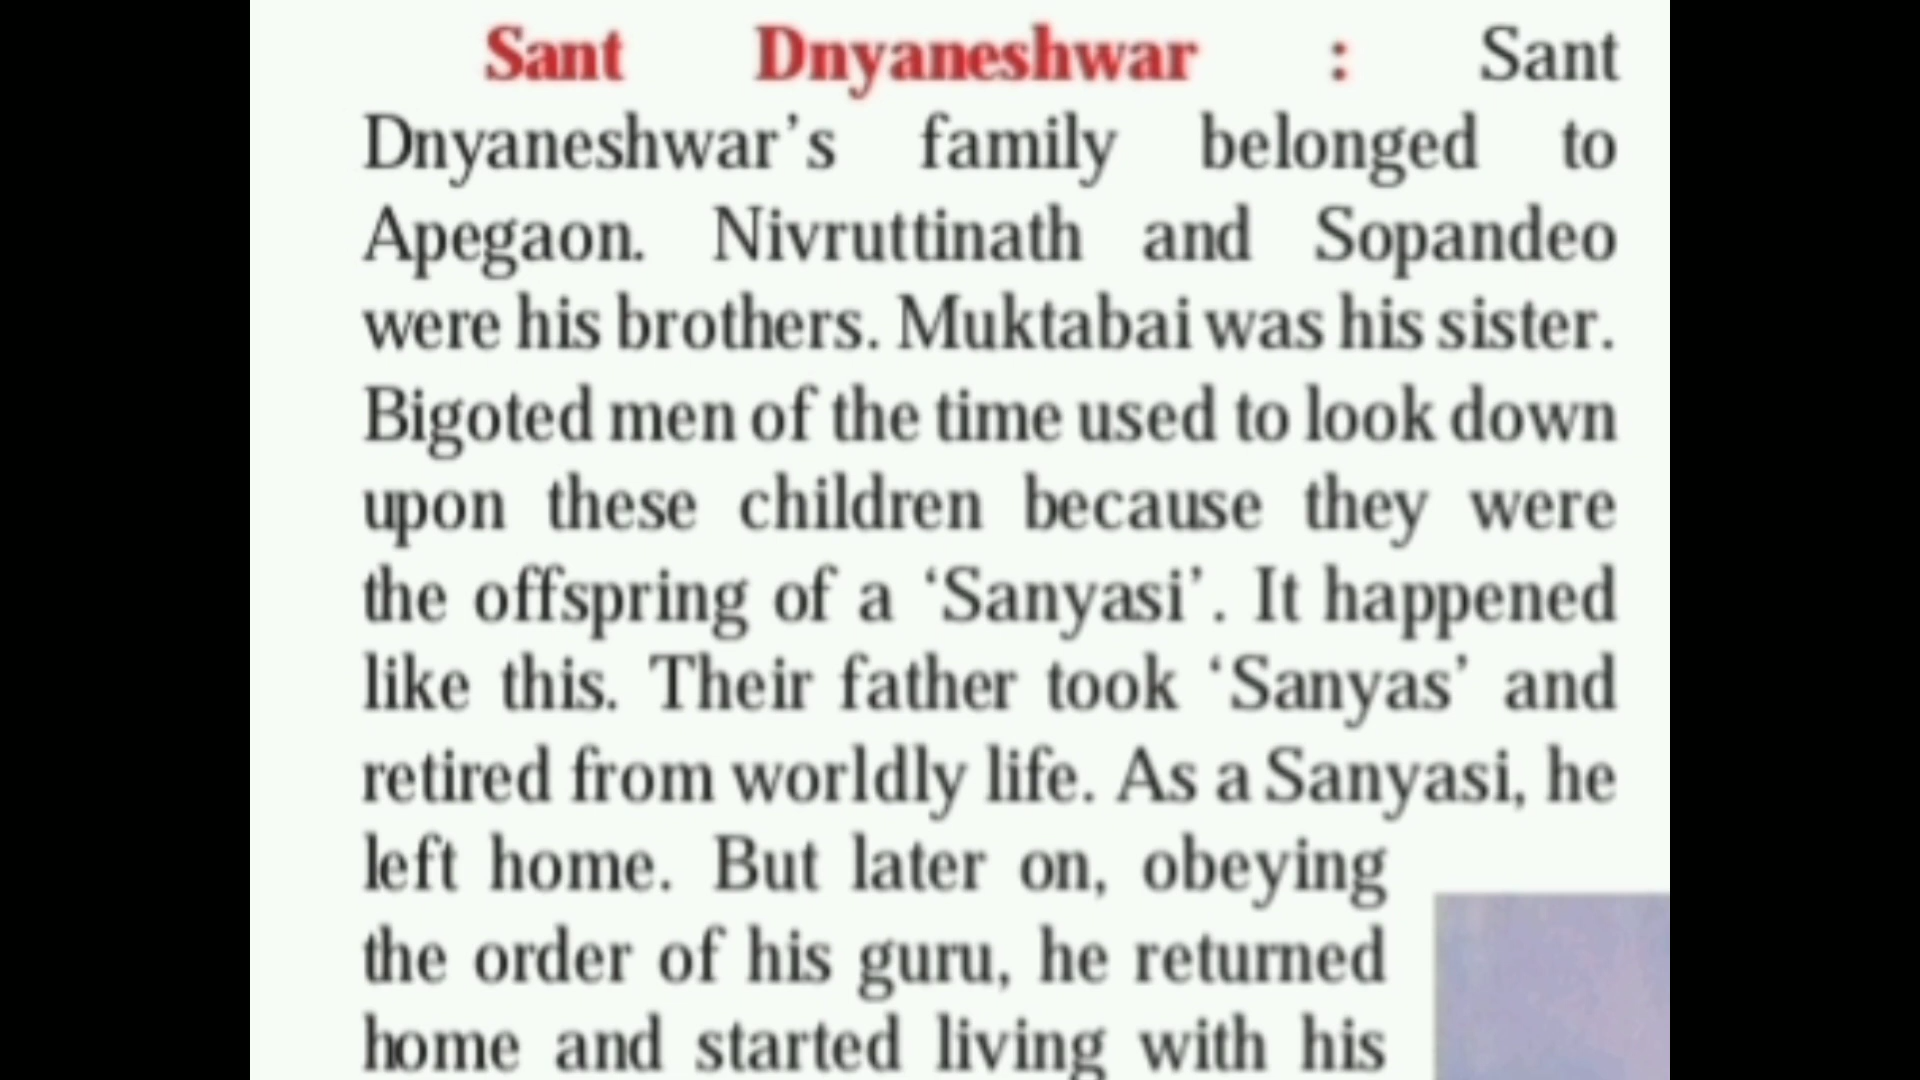 Sant Dnyaneshwar : Sant
Dnyaneshwar’s family belonged to
Apegaon. Nivruttinath and Sopandeo
were his brothers. Muktabai was his sister.
Bigoted men of the time used to look down
upon these children because they were
the offspring of a ‘Sanyasi’. It happened
like this. Their father took ‘Sanyas’ and
retired from worldly life. As a Sanyasi, he
left home. But later on, obeying
the order of his guru, he returned
home and started living with his